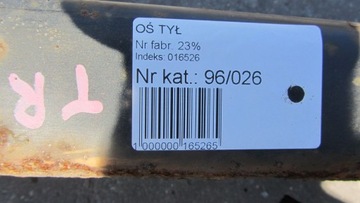 OŚ TYŁ
Nr fabr. 23%
Indeks: 016526
Nr kat.: 96/026
1 000000 165265
TR